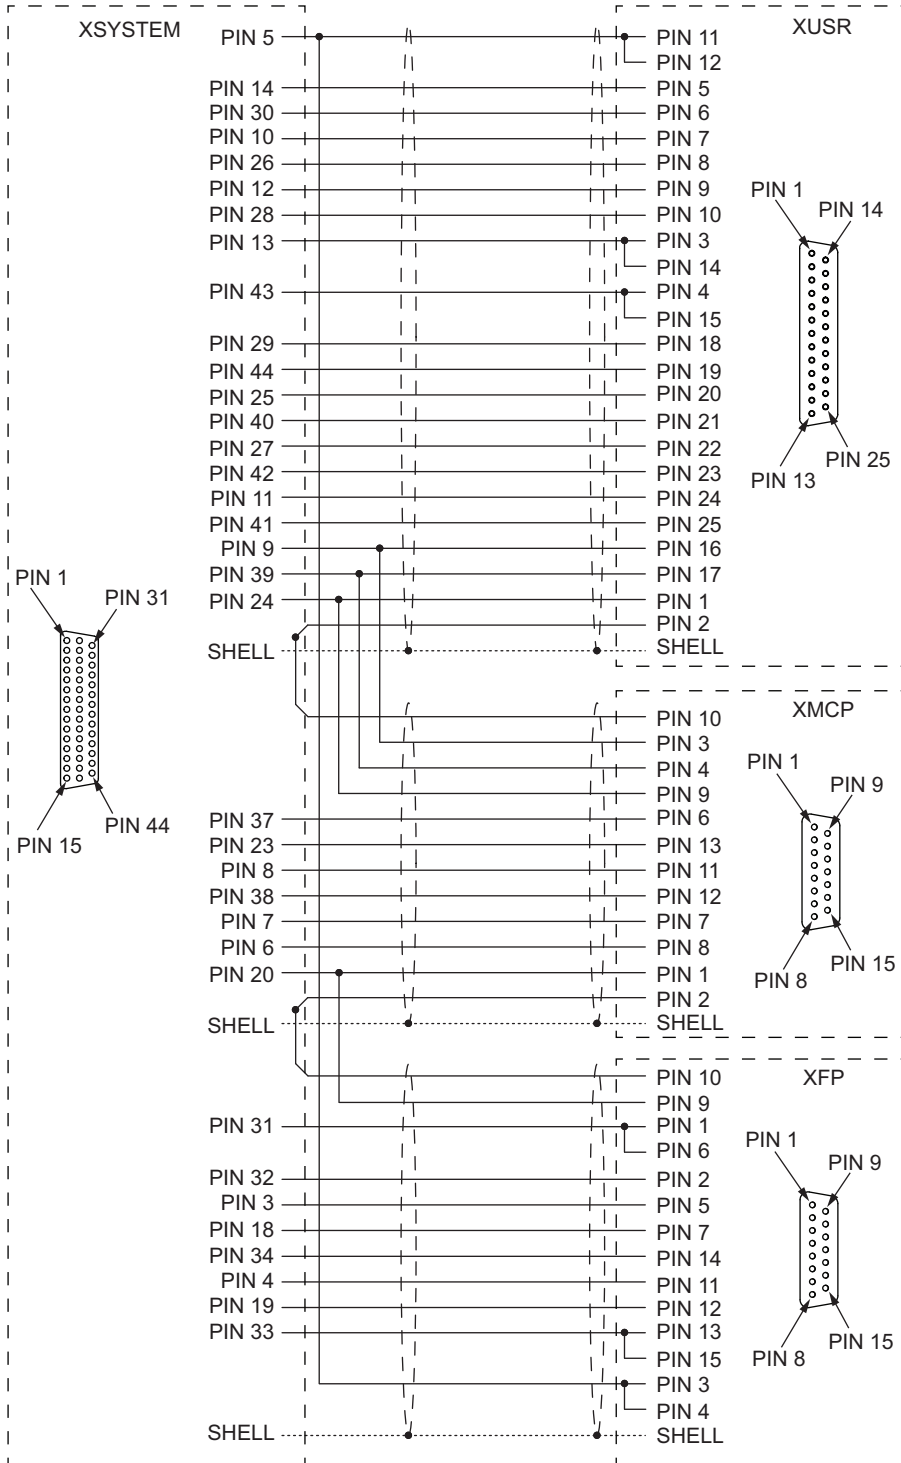 XSYSTEM
XUSR
PIN 5 PIN 11
PIN 12
PIN 14 PIN 5
PIN 30 PIN 6
PIN 10 PIN 7
PIN 26 PIN 8
PIN 12 PIN 9
PIN 28 PIN 10
PIN 13 PIN 3
PIN 14
PIN 43 PIN 4
PIN 15
PIN 29 PIN 18
PIN 44 PIN 19
PIN 25 PIN 20
PIN 40 PIN 21
PIN 27 PIN 22
PIN 42 PIN 23
PIN 11 PIN 24
PIN 41 PIN 25
PIN 9 PIN 16
PIN 39 PIN 17
PIN 24 PIN 1
PIN 2
SHELL SHELL
PIN 1
PIN 14
PIN 13
PIN 25
PIN 1
PIN 31
PIN 15
PIN 44
XMCP
PIN 10
PIN 3
PIN 4
PIN 9
PIN 37 PIN 6
PIN 23 PIN 13
PIN 8 PIN 11
PIN 38 PIN 12
PIN 7 PIN 7
PIN 6 PIN 8
PIN 20 PIN 1
PIN 2
SHELL SHELL
PIN 1
PIN 9
PIN 8
PIN 15
XFP
PIN 10
PIN 9
PIN 31 PIN 1
PIN 6
PIN 32 PIN 2
PIN 3 PIN 5
PIN 18 PIN 7
PIN 34 PIN 14
PIN 4 PIN 11
PIN 19 PIN 12
PIN 33 PIN 13
PIN 15
PIN 3
PIN 4
SHELL SHELL
PIN 1
PIN 9
PIN 8
PIN 15